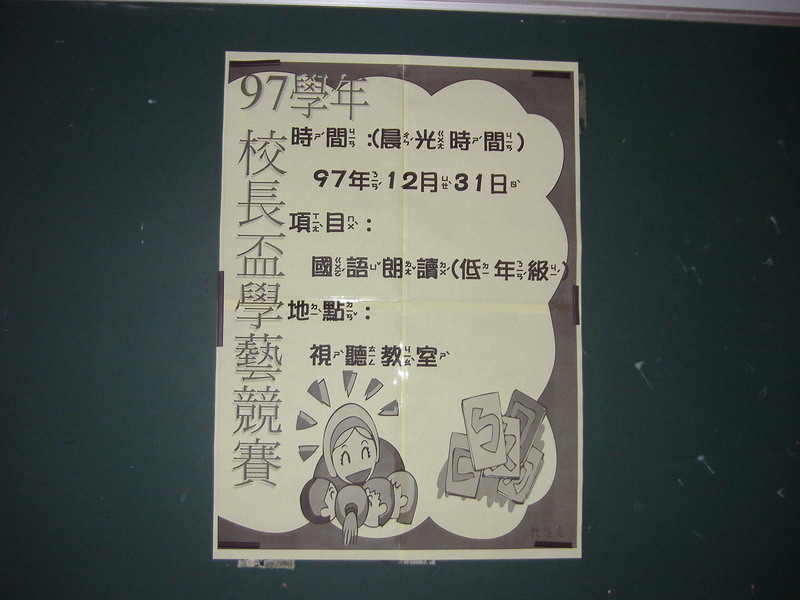 97學年
校長盃學藝競賽
時間:(晨光時間)
97年12月31日
項目:
國語朗讀(低年級)
地點:
視聽教室